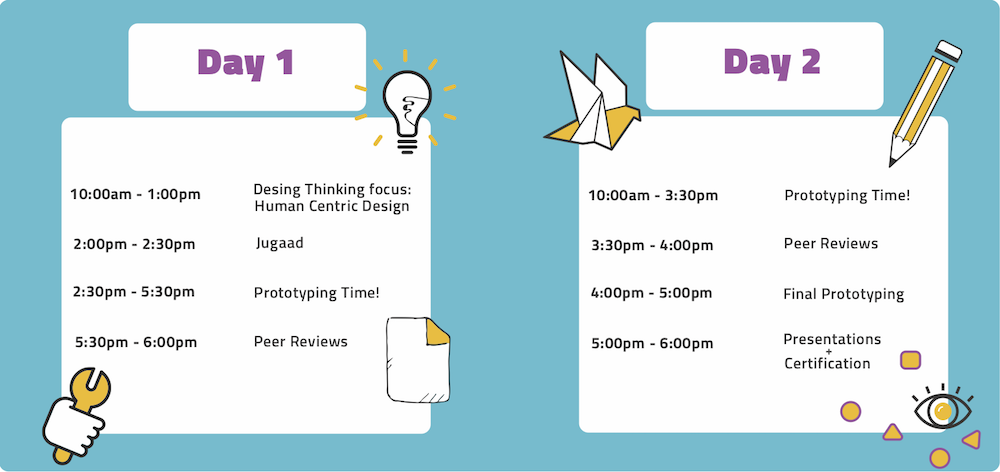 Day 1
10:00am - 1:00pm Desing Thinking focus:
Human Centric Design
2:00pm - 2:30pm Jugaad
2:30pm - 5:30pm Prototyping Time!
5:30pm - 6:00pm Peer Reviews
Day 2
10:00am - 3:30pm Prototyping Time!
3:30pm - 4:00pm Peer Reviews
4:00pm - 5:00pm Final Prototyping
5:00pm - 6:00pm Presentations
+
Certification